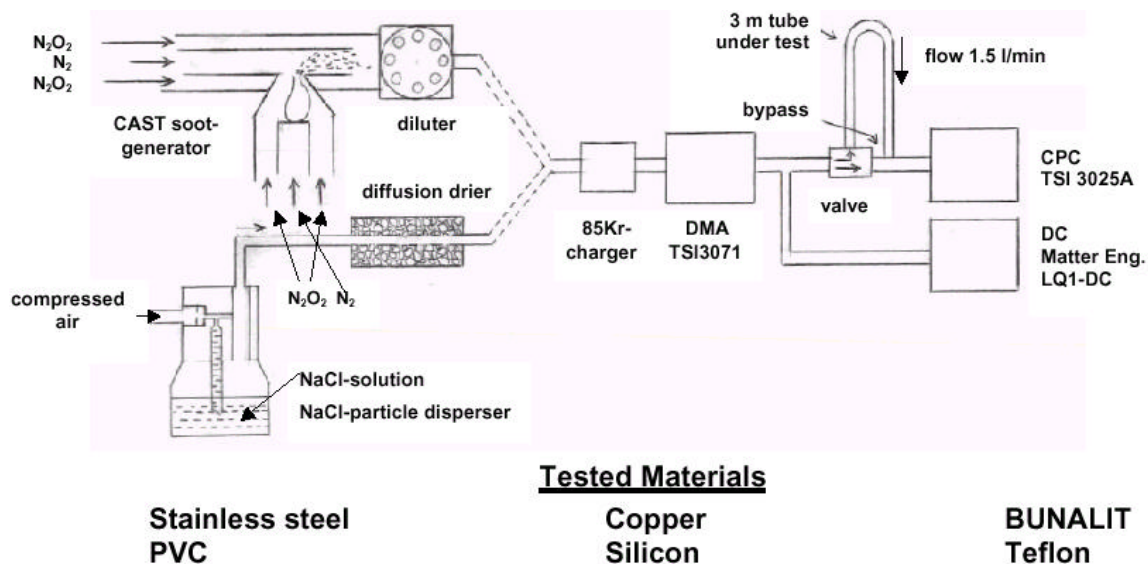 N2O2
N2
N2O2
CAST soot-
generator
diluter
3 m tube
under test
flow 1.5 l/min
bypass
valve
CPC
TSI 3025A
diffusion drier
85Kr-
charger
DMA
TSI3071
DC
Matter Eng.
LQ1-DC
N2O2 N2
compressed
air
NaCl-solution
NaCl-particle disperser
Tested Materials
Stainless steel Copper BUNALIT
PVC Silicon Teflon